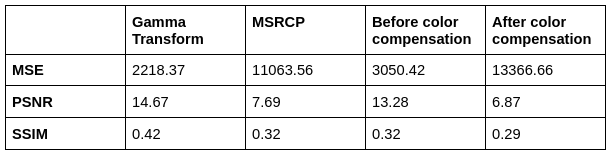 Gamma Transform MSRCP Before color compensation After color compensation
MSE 2218.37 11063.56 3050.42 13366.66
PSNR 14.67 7.69 13.28 6.87
SSIM 0.42 0.32 0.32 0.29